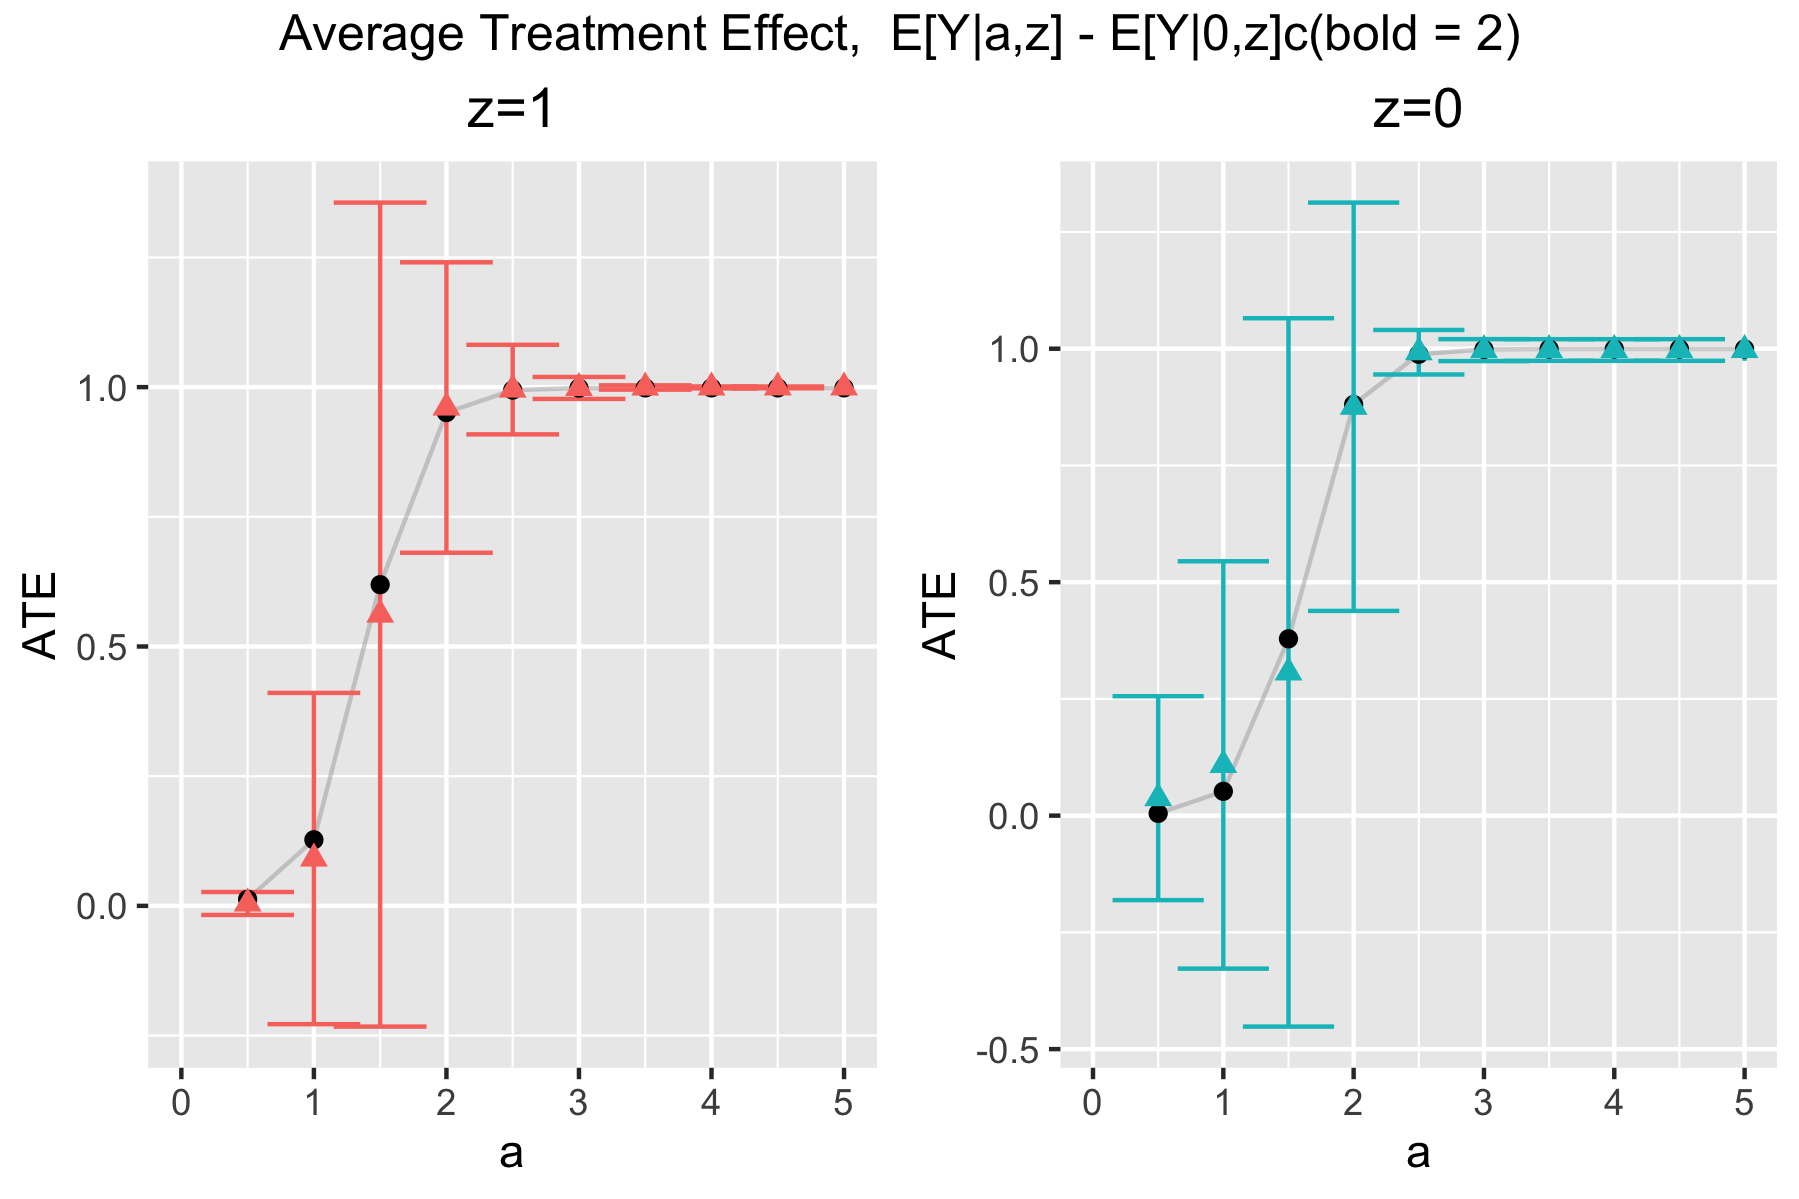 Average Treatment Effect,  E[Y|a,z] - E[Y|0,z]c(bold = 2)
z=1
1.0
0.5
0.0
ATE
0 1 2 3 4 5
a
z=0
1.0
0.5
0.0
-0.5
ATE
0 1 2 3 4 5
a